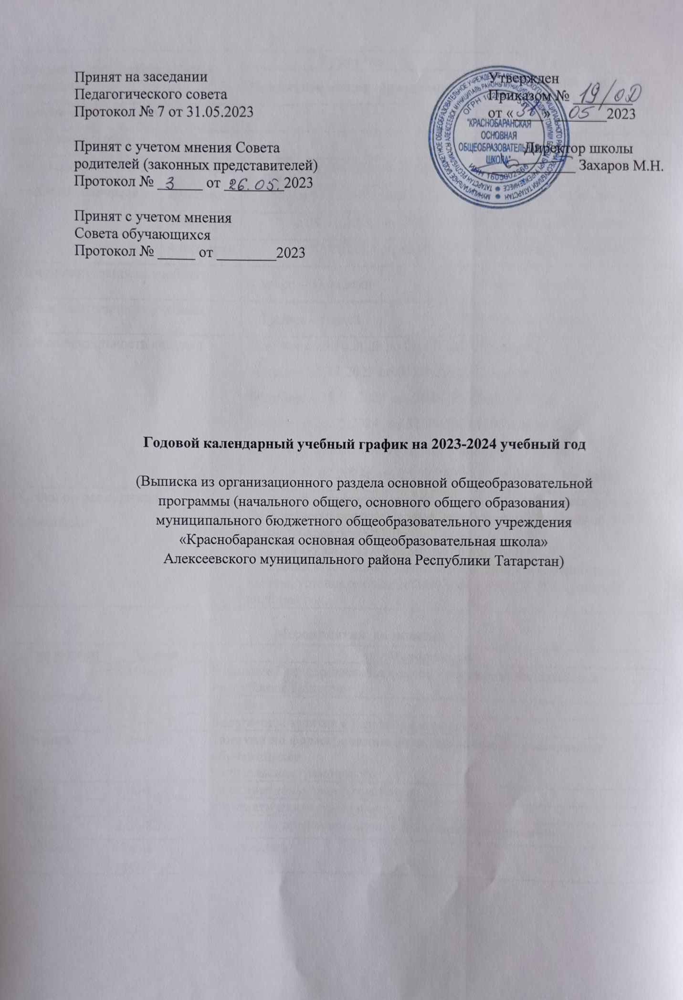 Принят на заседании
Педагогического совета
Протокол № 7 от 31.05.2023
Принят с учетом мнения Совета
родителей (законных представителей)
Протокол № 3 от 26.05.2023
Принят с учетом мнения
Совета обучающихся
Протокол № _____ от ________2023
Утвержден
Приказом № 19/ОД
от « 31 » 05 2023
Директор школы
Захаров М.Н.
"КРАСНОБАРАНСКАЯ
ОСНОВНАЯ
ОБЩЕОБРАЗОВАТЕЛЬНАЯ
ШКОЛА"
ИНН 1605002566
Годовой календарный учебный график на 2023-2024 учебный год
(Выписка из организационного раздела основной общеобразовательной
программы (начального общего, основного общего образования)
муниципального бюджетного общеобразовательного учреждения
«Краснобаранская основная общеобразовательная школа»
Алексеевского муниципального района Республики Татарстан)